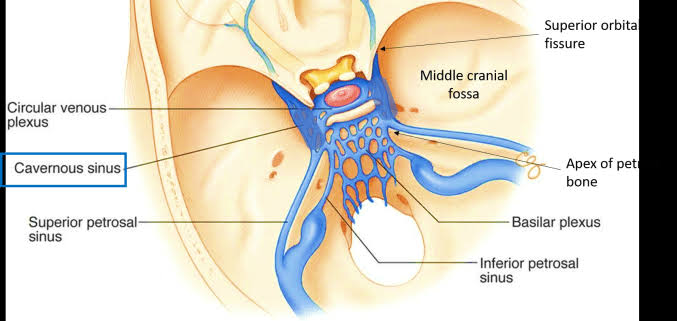 Superior orbital
fissure
Middle cranial
fossa
Circular venous
plexus
Cavernous sinus
Apex of
bone
Superior petrosal
sinus
Basilar plexus
Inferior petrosal
sinus